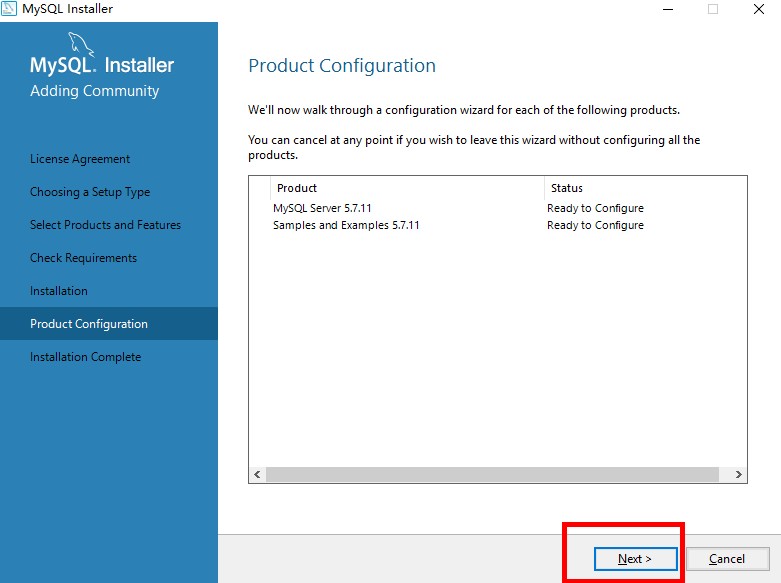 MySQL Installer
MySQL. Installer
Adding Community
License Agreement
Choosing a Setup Type
Select Products and Features
Check Requirements
Installation
Product Configuration
Installation Complete
Product Configuration
We'll now walk through a configuration wizard for each of the following products.
You can cancel at any point if you wish to leave this wizard without configuring all the
products.
Product Status
MySQL Server 5.7.11 Ready to Configure
Samples and Examples 5.7.11 Ready to Configure
Next > Cancel